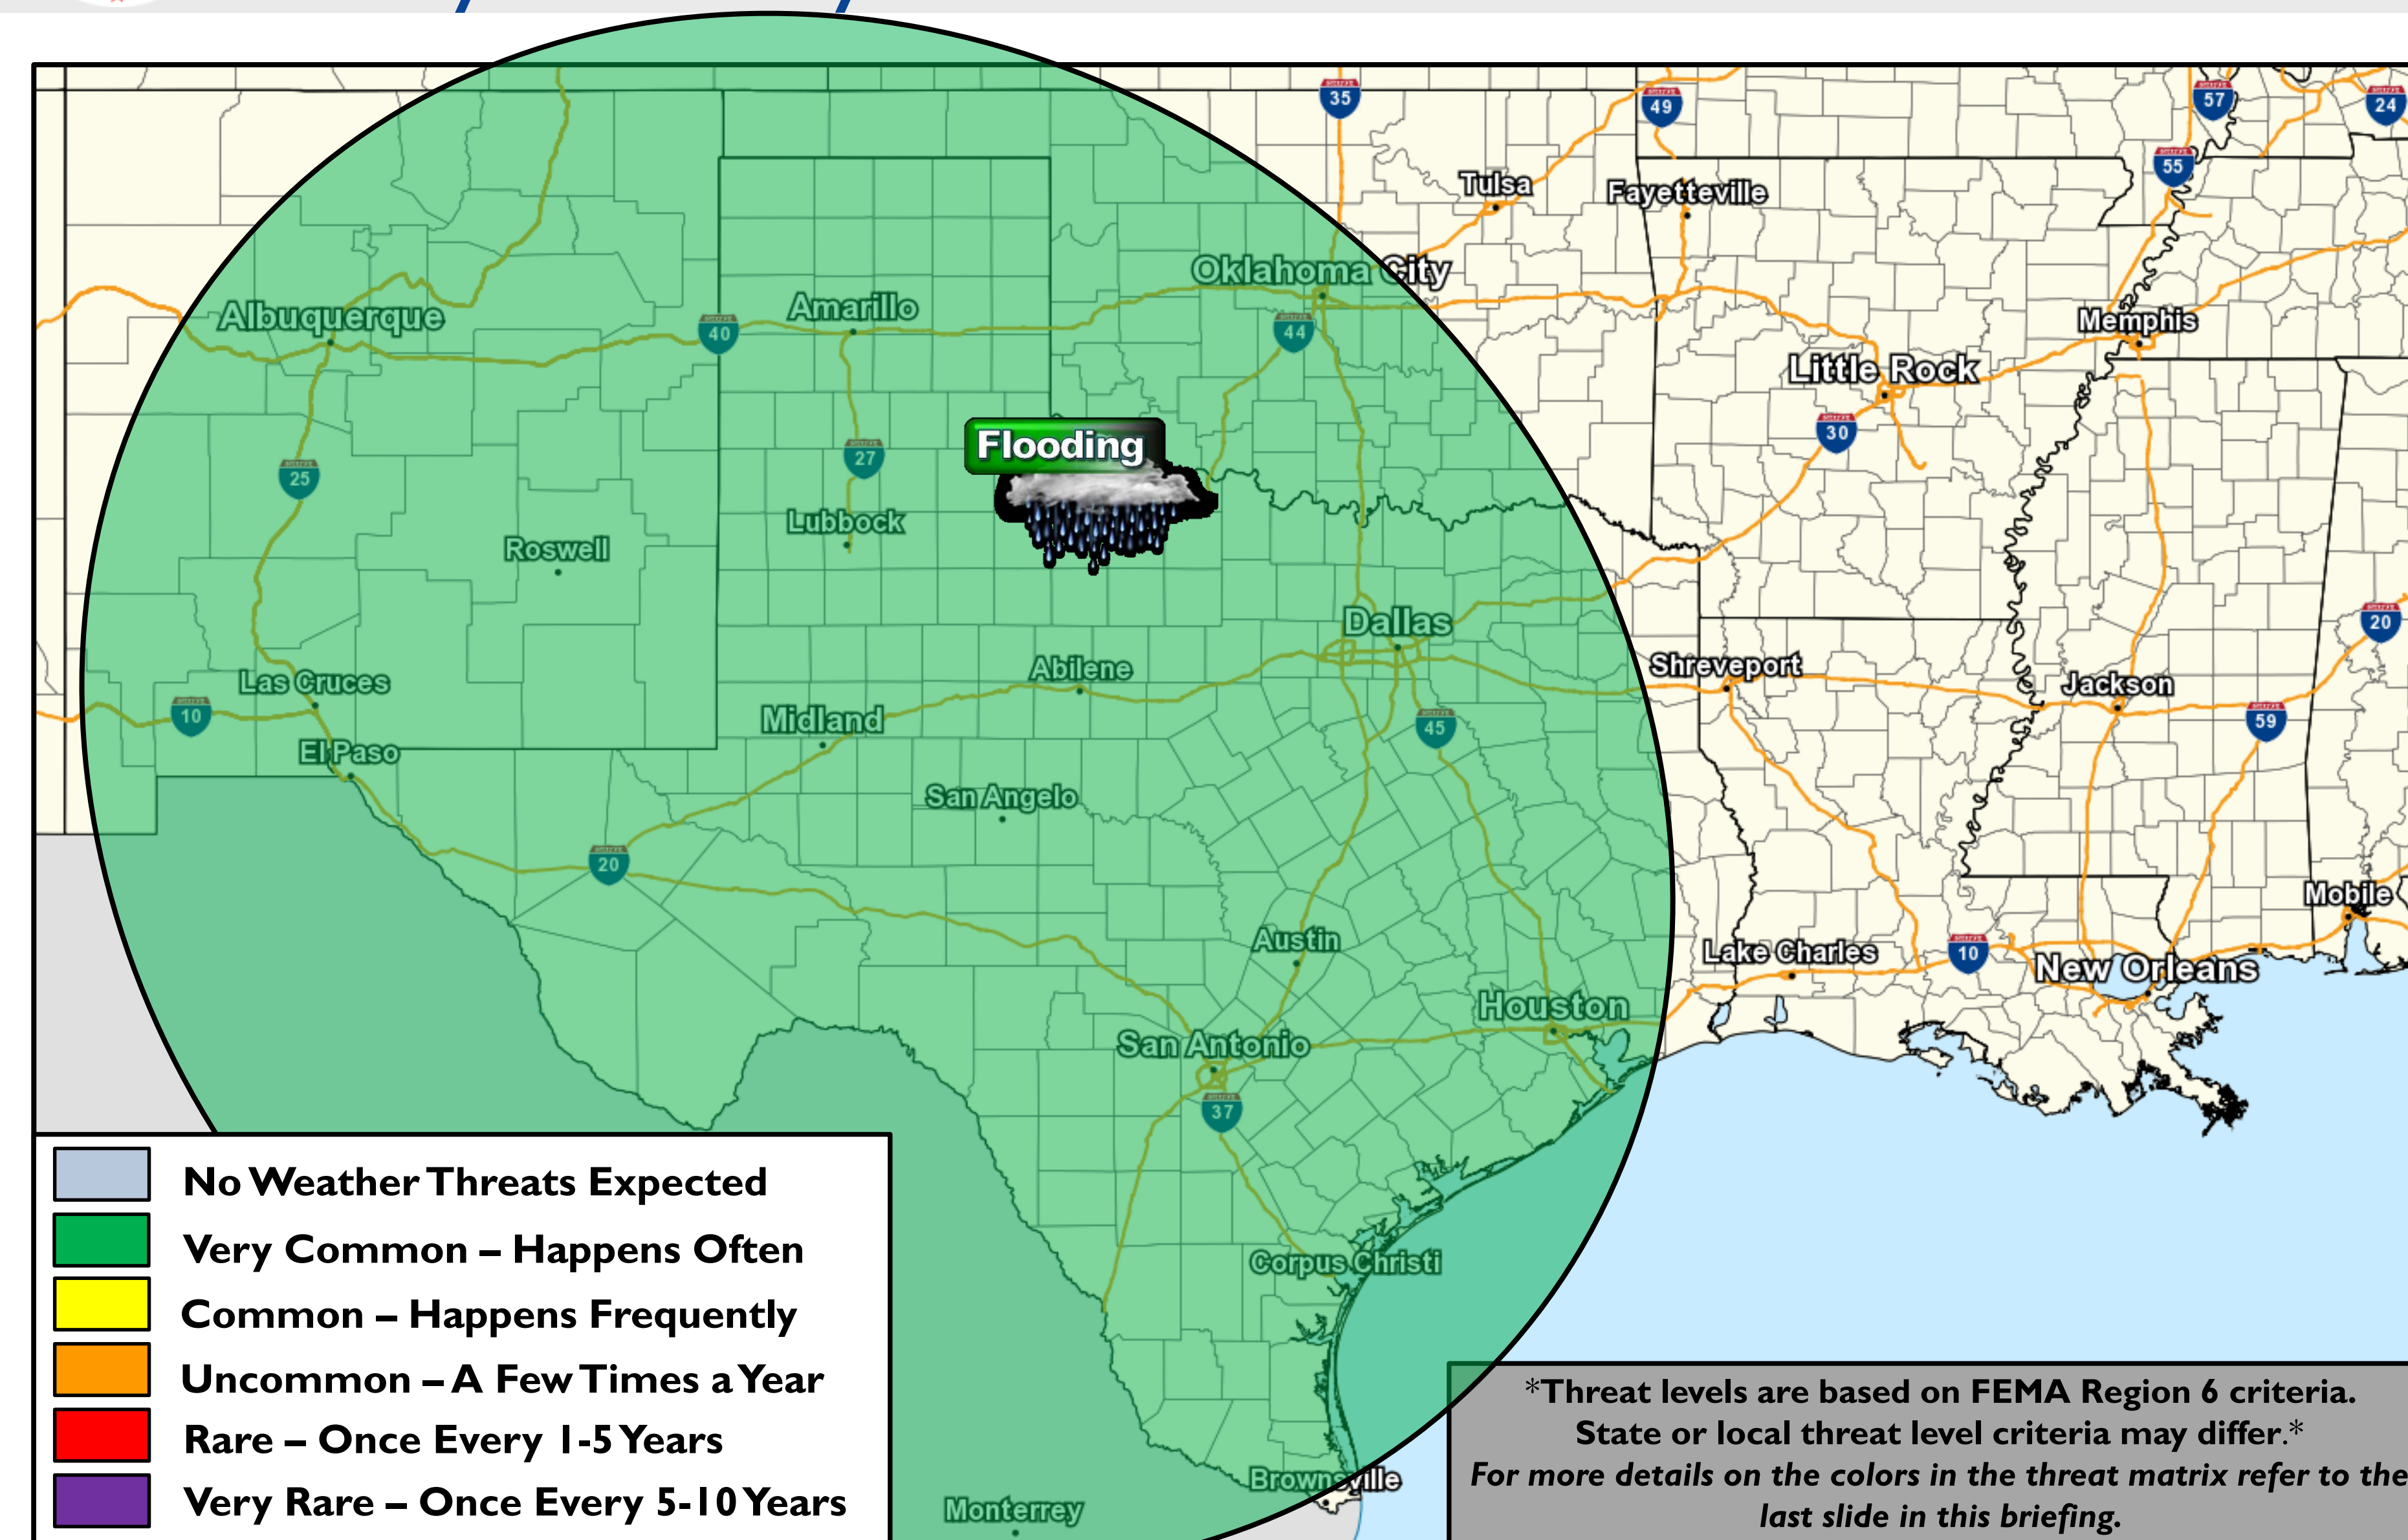 35
49
57
24
55
Tulsa
Fayetteville
Oklahoma City
Albuquerque
Amarillo
40
44
Memphis
Little Rock
30
Flooding
25
27
Lubbock
Roswell
Dallas
20
Shreveport
Abilene
Las Cruces
Jackson
10
Midland
45
59
El Paso
San Angelo
20
Mobile
Austin
Lake Charles
10
New Orleans
Houston
San Antonio
37
Corpus Christi
Brownsville
Monterrey
No Weather Threats Expected
Very Common – Happens Often
Common – Happens Frequently
Uncommon – A Few Times a Year
Rare – Once Every 1-5 Years
Very Rare – Once Every 5-10 Years
*Threat levels are based on FEMA Region 6 criteria.
State or local threat level criteria may differ.*
For more details on the colors in the threat matrix refer to the
last slide in this briefing.